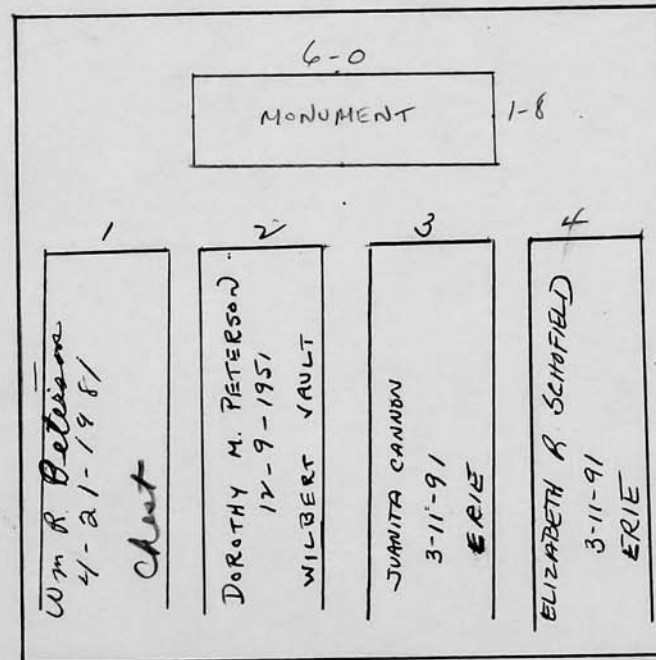 6-0
MONUMENT
1-8
1
2
3
4
Wm R. Peterson
4-21-1981
Chest
DOROTHY M. PETERSON
12-9-1951
WILBERT VAULT
JUANITA CANNON
3-11-91
ERIE
ELIZABETH R SCHOFIELD
3-11-91
ERIE